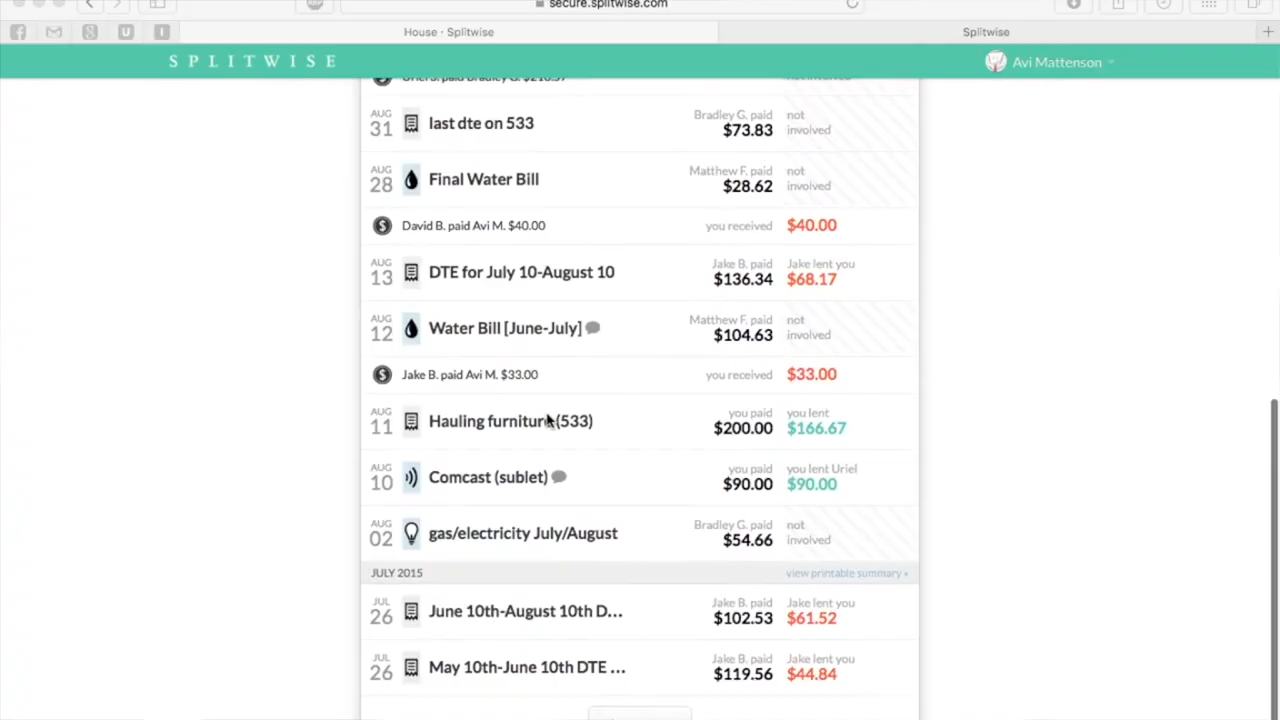 secure.splitwise.com
House · Splitwise
Splitwise
SPLITWISE
Avi Mattenson
Uriel S. paid Bradley G. not involved
AUG 31 last dte on 533 Bradley G. paid $73.83 not involved
AUG 28 Final Water Bill Matthew F. paid $28.62 not involved
David B. paid Avi M. $40.00 you received $40.00
AUG 13 DTE for July 10-August 10 Jake B. paid $136.34 Jake lent you $68.17
AUG 12 Water Bill [June-July] Matthew F. paid $104.63 not involved
Jake B. paid Avi M. $33.00 you received $33.00
AUG 11 Hauling furniture (533) you paid $200.00 you lent $166.67
AUG 10 Comcast (sublet) you paid $90.00 you lent Uriel $90.00
AUG 02 gas/electricity July/August Bradley G. paid $54.66 not involved
JULY 2015 view printable summary »
JUL 26 June 10th-August 10th D... Jake B. paid $102.53 Jake lent you $61.52
JUL 26 May 10th-June 10th DTE ... Jake B. paid $119.56 Jake lent you $44.84